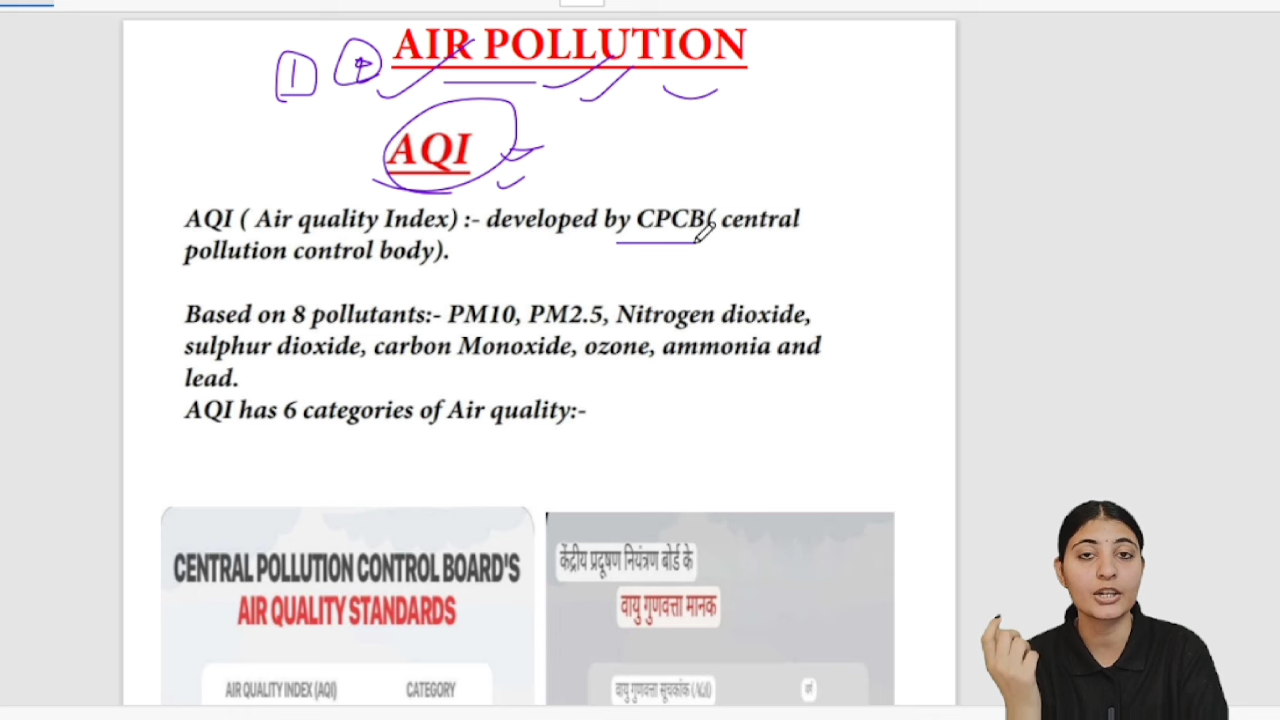 AIR POLLUTION
AQI
AQI ( Air quality Index) :- developed by CPCB( central
pollution control body).
Based on 8 pollutants:- PM10, PM2.5, Nitrogen dioxide,
sulphur dioxide, carbon Monoxide, ozone, ammonia and
lead.
AQI has 6 categories of Air quality:-
CENTRAL POLLUTION CONTROL BOARD'S
AIR QUALITY STANDARDS
AIR QUALITY INDEX (AQI) CATEGORY
केंद्रीय प्रदूषण नियंत्रण बोर्ड के
वायु गुणवत्ता मानक
वायु गुणवत्ता सूचकांक (AQI)